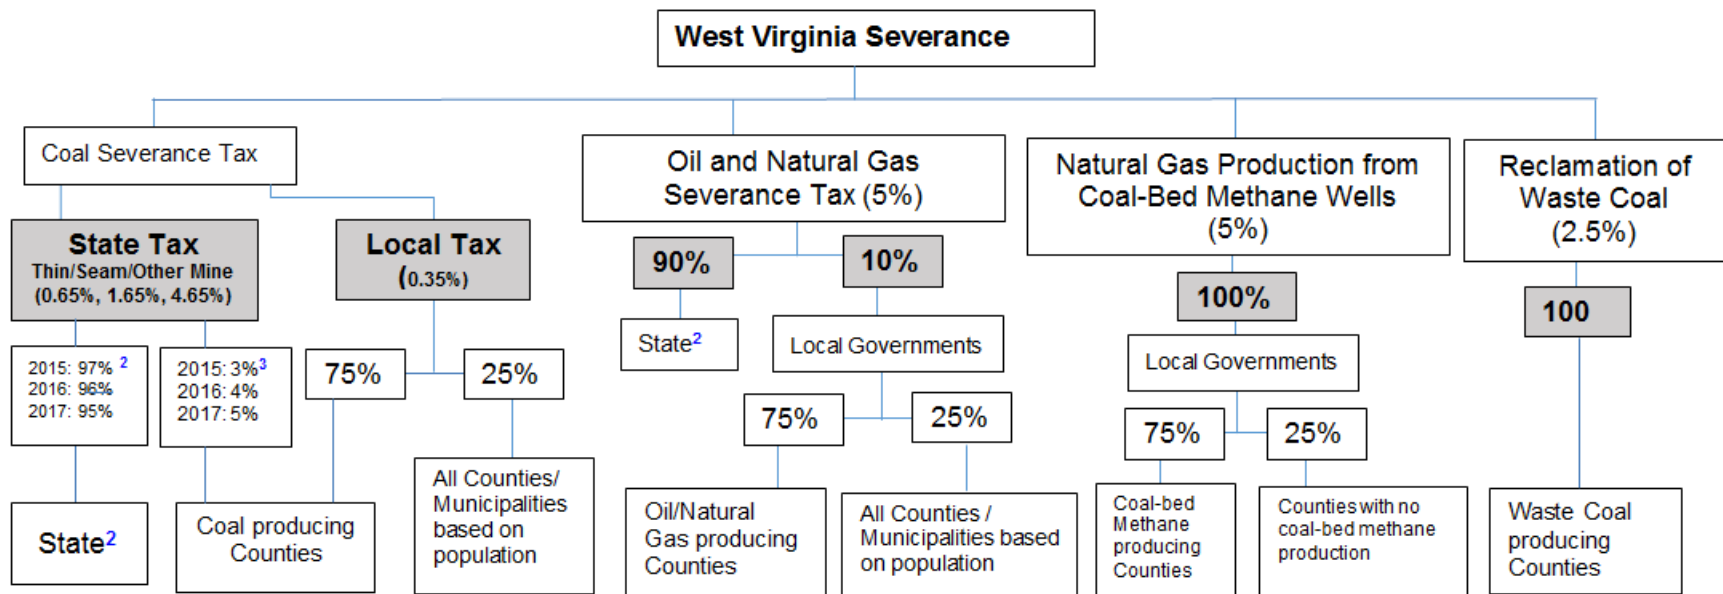 West Virginia Severance
Coal Severance Tax
Oil and Natural Gas
Severance Tax (5%)
Natural Gas Production from
Coal-Bed Methane Wells
(5%)
Reclamation of
Waste Coal
(2.5%)
State Tax
Thin/Seam/Other Mine
(0.65%, 1.65%, 4.65%)
Local Tax
(0.35%)
90%
10%
100%
100
State2
Local Governments
Local Governments
2015: 97% 2
2016: 96%
2017: 95%
2015: 3%3
2016: 4%
2017: 5%
75%
25%
75%
25%
75%
25%
State2
Coal producing
Counties
All Counties/
Municipalities
based on
population
Oil/Natural
Gas producing
Counties
All Counties /
Municipalities based
on population
Coal-bed
Methane
producing
Counties
Counties with no
coal-bed methane
production
Waste Coal
producing
Counties